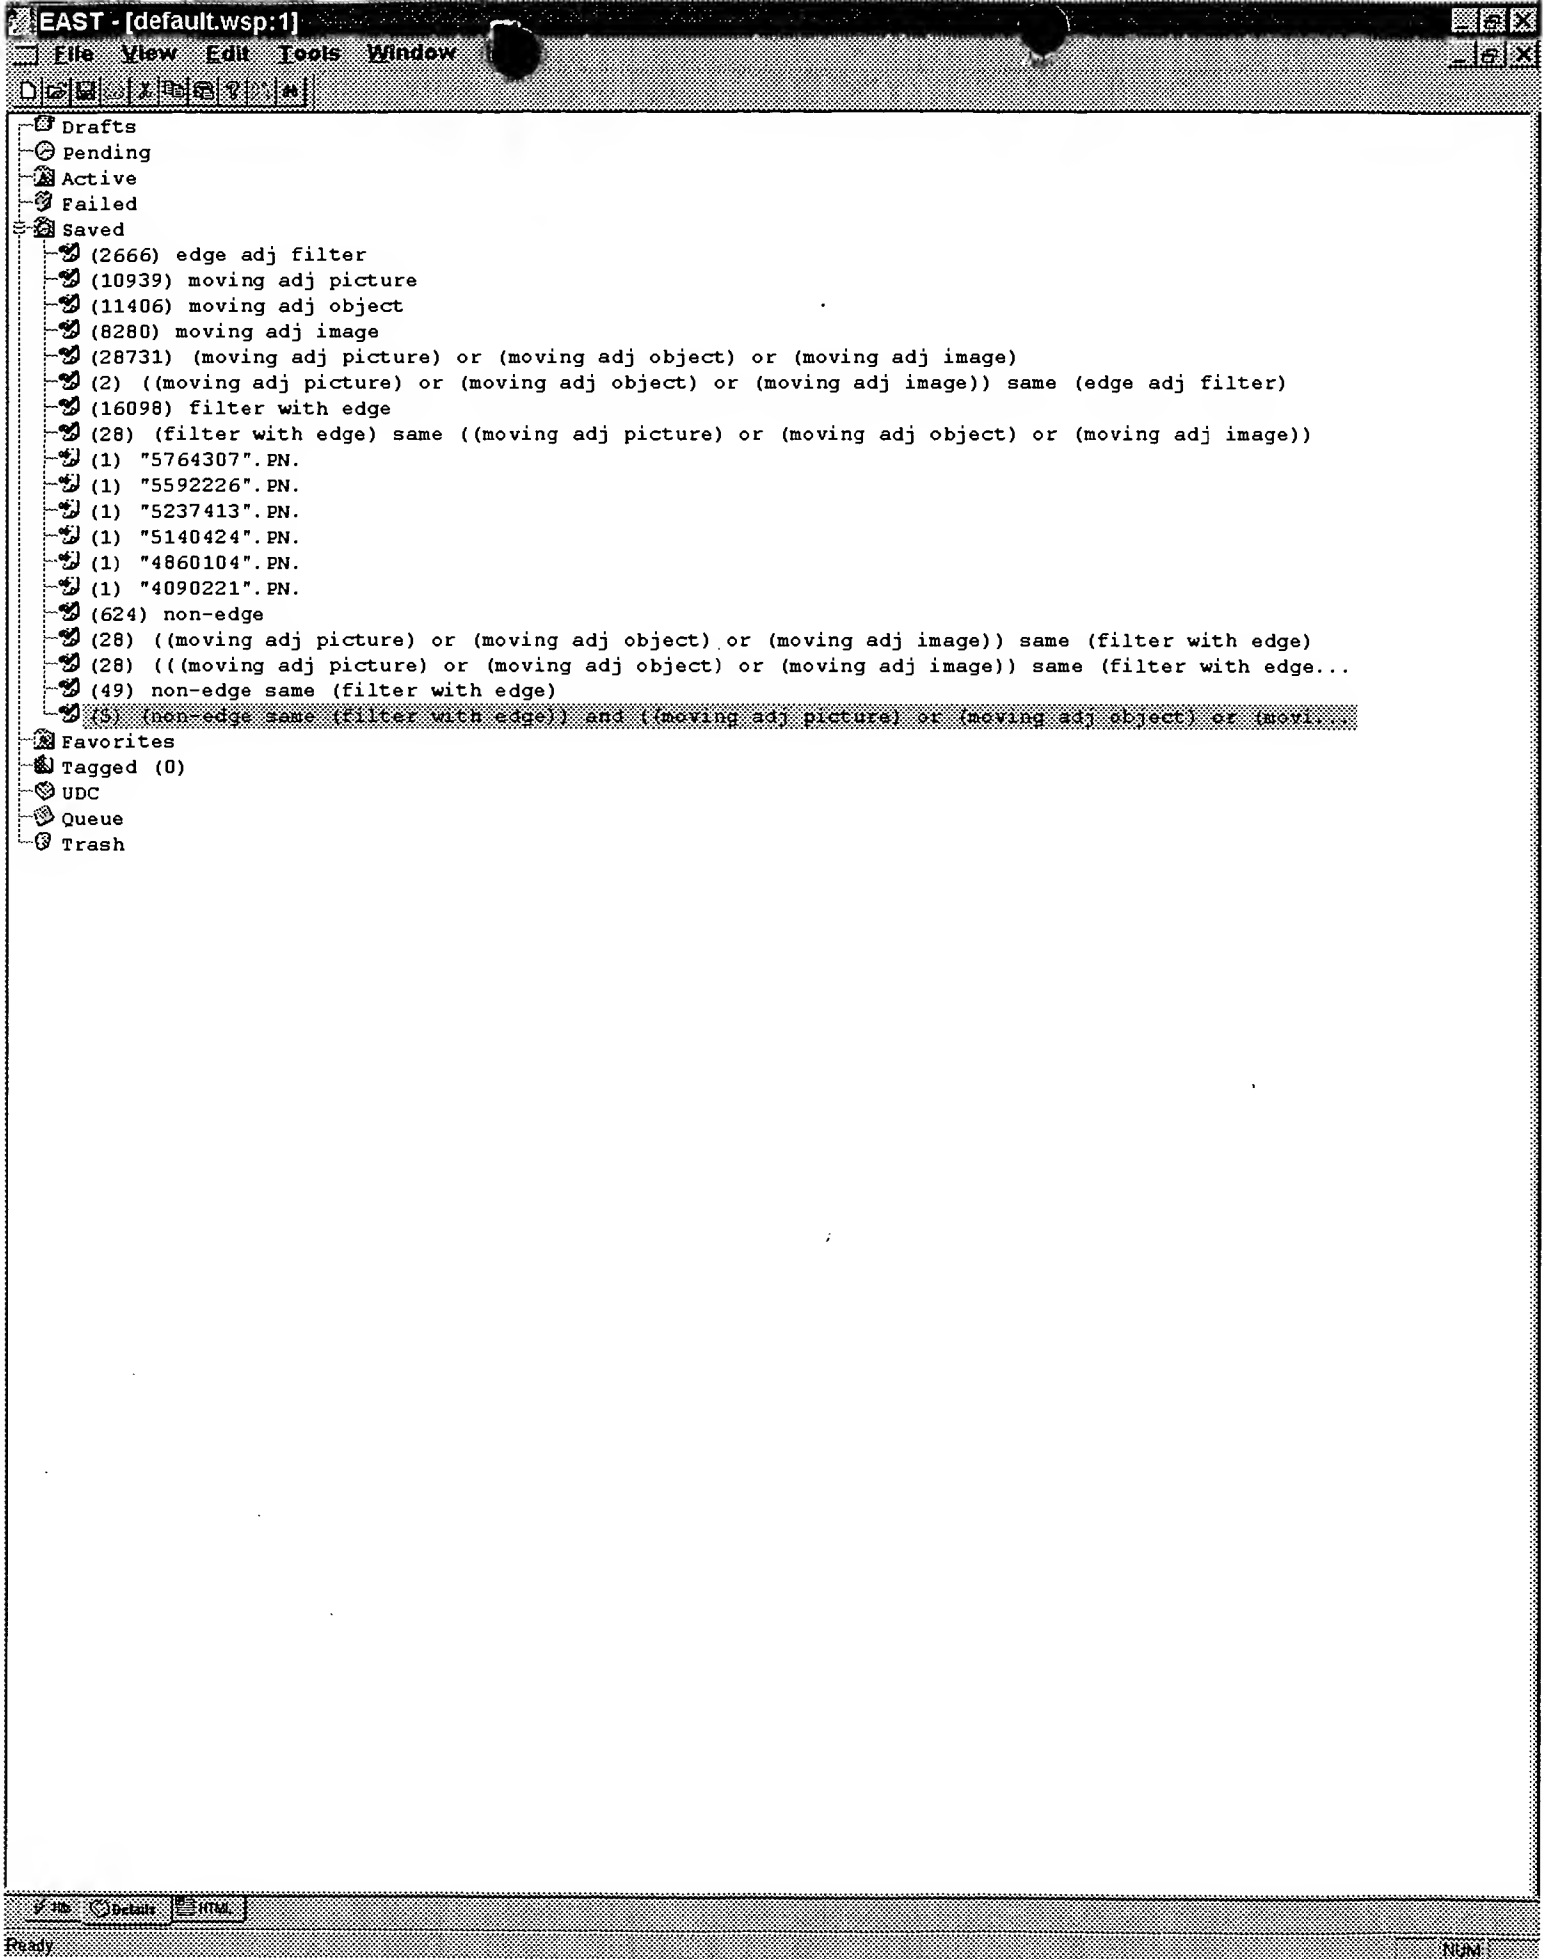 EAST - [default.wsp:1]
File View Edit Tools Window
Drafts
Pending
Active
Failed
Saved
(2666) edge adj filter
(10939) moving adj picture
(11406) moving adj object
(8280) moving adj image
(28731) (moving adj picture) or (moving adj object) or (moving adj image)
(2) ((moving adj picture) or (moving adj object) or (moving adj image)) same (edge adj filter)
(16098) filter with edge
(28) (filter with edge) same ((moving adj picture) or (moving adj object) or (moving adj image))
(1) "5764307".PN.
(1) "5592226".PN.
(1) "5237413".PN.
(1) "5140424".PN.
(1) "4860104".PN.
(1) "4090221".PN.
(624) non-edge
(28) ((moving adj picture) or (moving adj object) or (moving adj image)) same (filter with edge)
(28) (((moving adj picture) or (moving adj object) or (moving adj image)) same (filter with edge...
(49) non-edge same (filter with edge)
(5) (non-edge same (filter with edge)) and ((moving adj picture) or (moving adj object) or (movi...
Favorites
Tagged (0)
UDC
Queue
Trash
Details HTML
Ready NUM